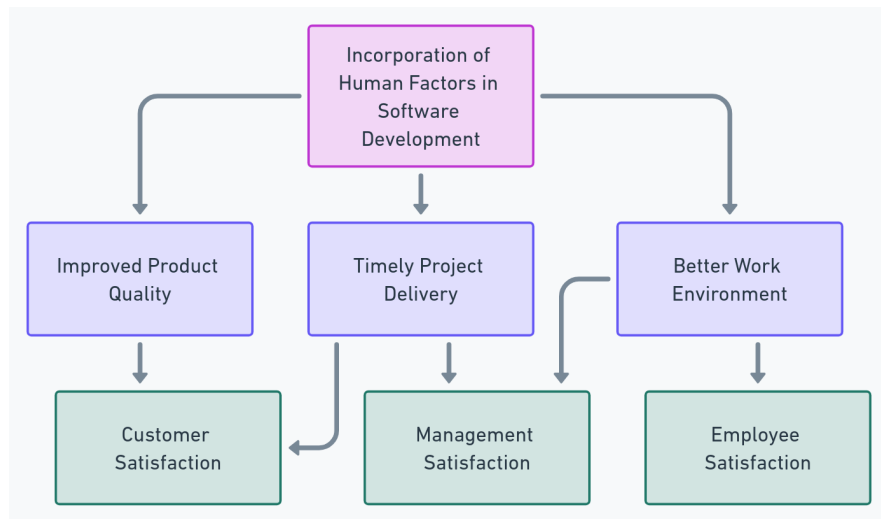 Incorporation of
Human Factors in
Software
Development
Improved Product
Quality
Timely Project
Delivery
Better Work
Environment
Customer
Satisfaction
Management
Satisfaction
Employee
Satisfaction